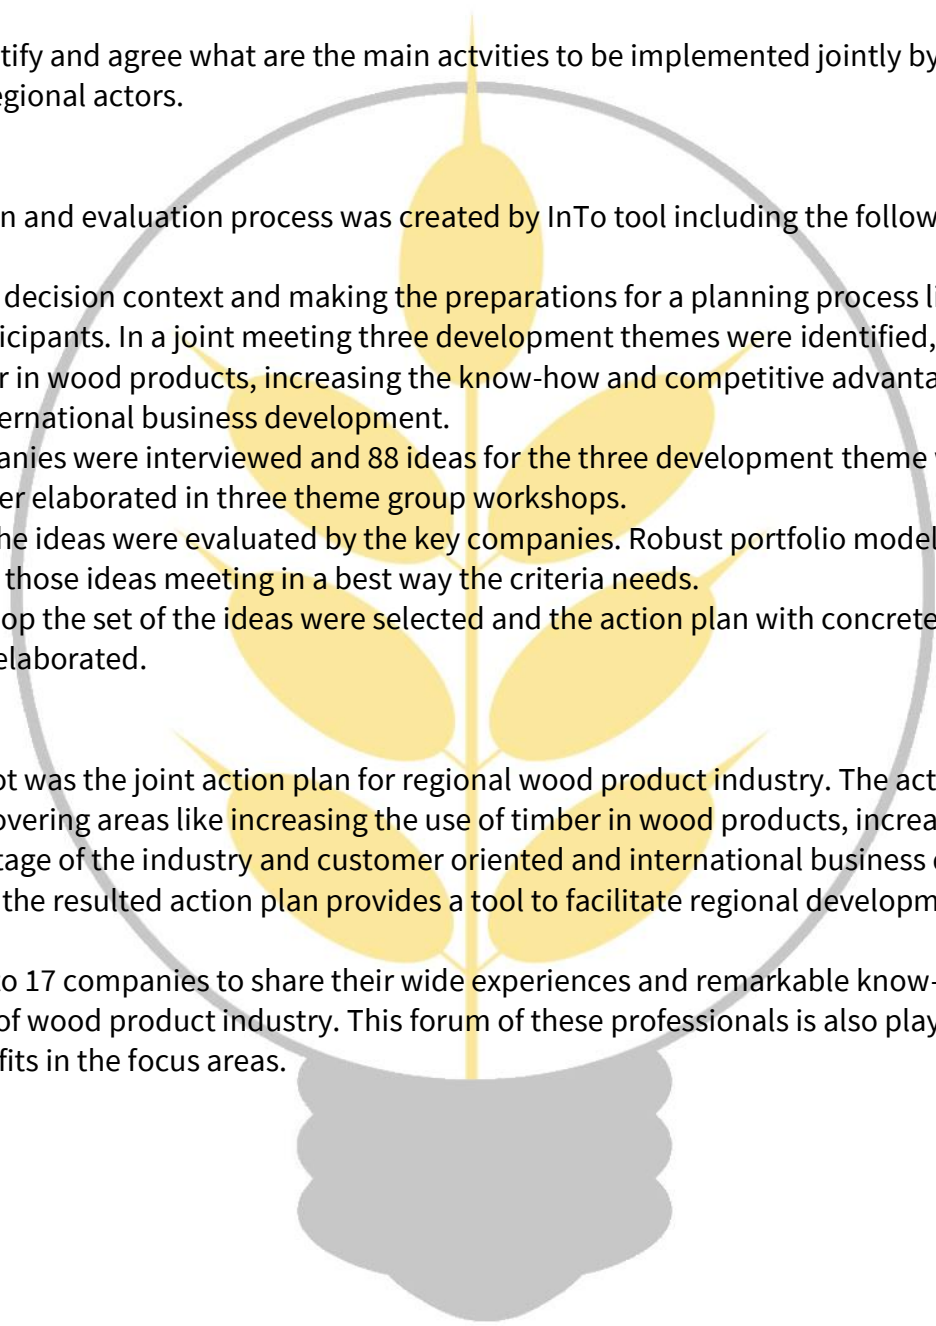 tify and agree what are the main actvities to be implemented jointly by
egional actors.
n and evaluation process was created by InTo tool including the follow
decision context and making the preparations for a planning process li
icipants. In a joint meeting three development themes were identified,
r in wood products, increasing the know-how and competitive advanta
ernational business development.
anies were interviewed and 88 ideas for the three development theme
er elaborated in three theme group workshops.
he ideas were evaluated by the key companies. Robust portfolio model
those ideas meeting in a best way the criteria needs.
op the set of the ideas were selected and the action plan with concrete
elaborated.
ot was the joint action plan for regional wood product industry. The act
overing areas like increasing the use of timber in wood products, increa
tage of the industry and customer oriented and international business
the resulted action plan provides a tool to facilitate regional developm
to 17 companies to share their wide experiences and remarkable know-
of wood product industry. This forum of these professionals is also play
fits in the focus areas.